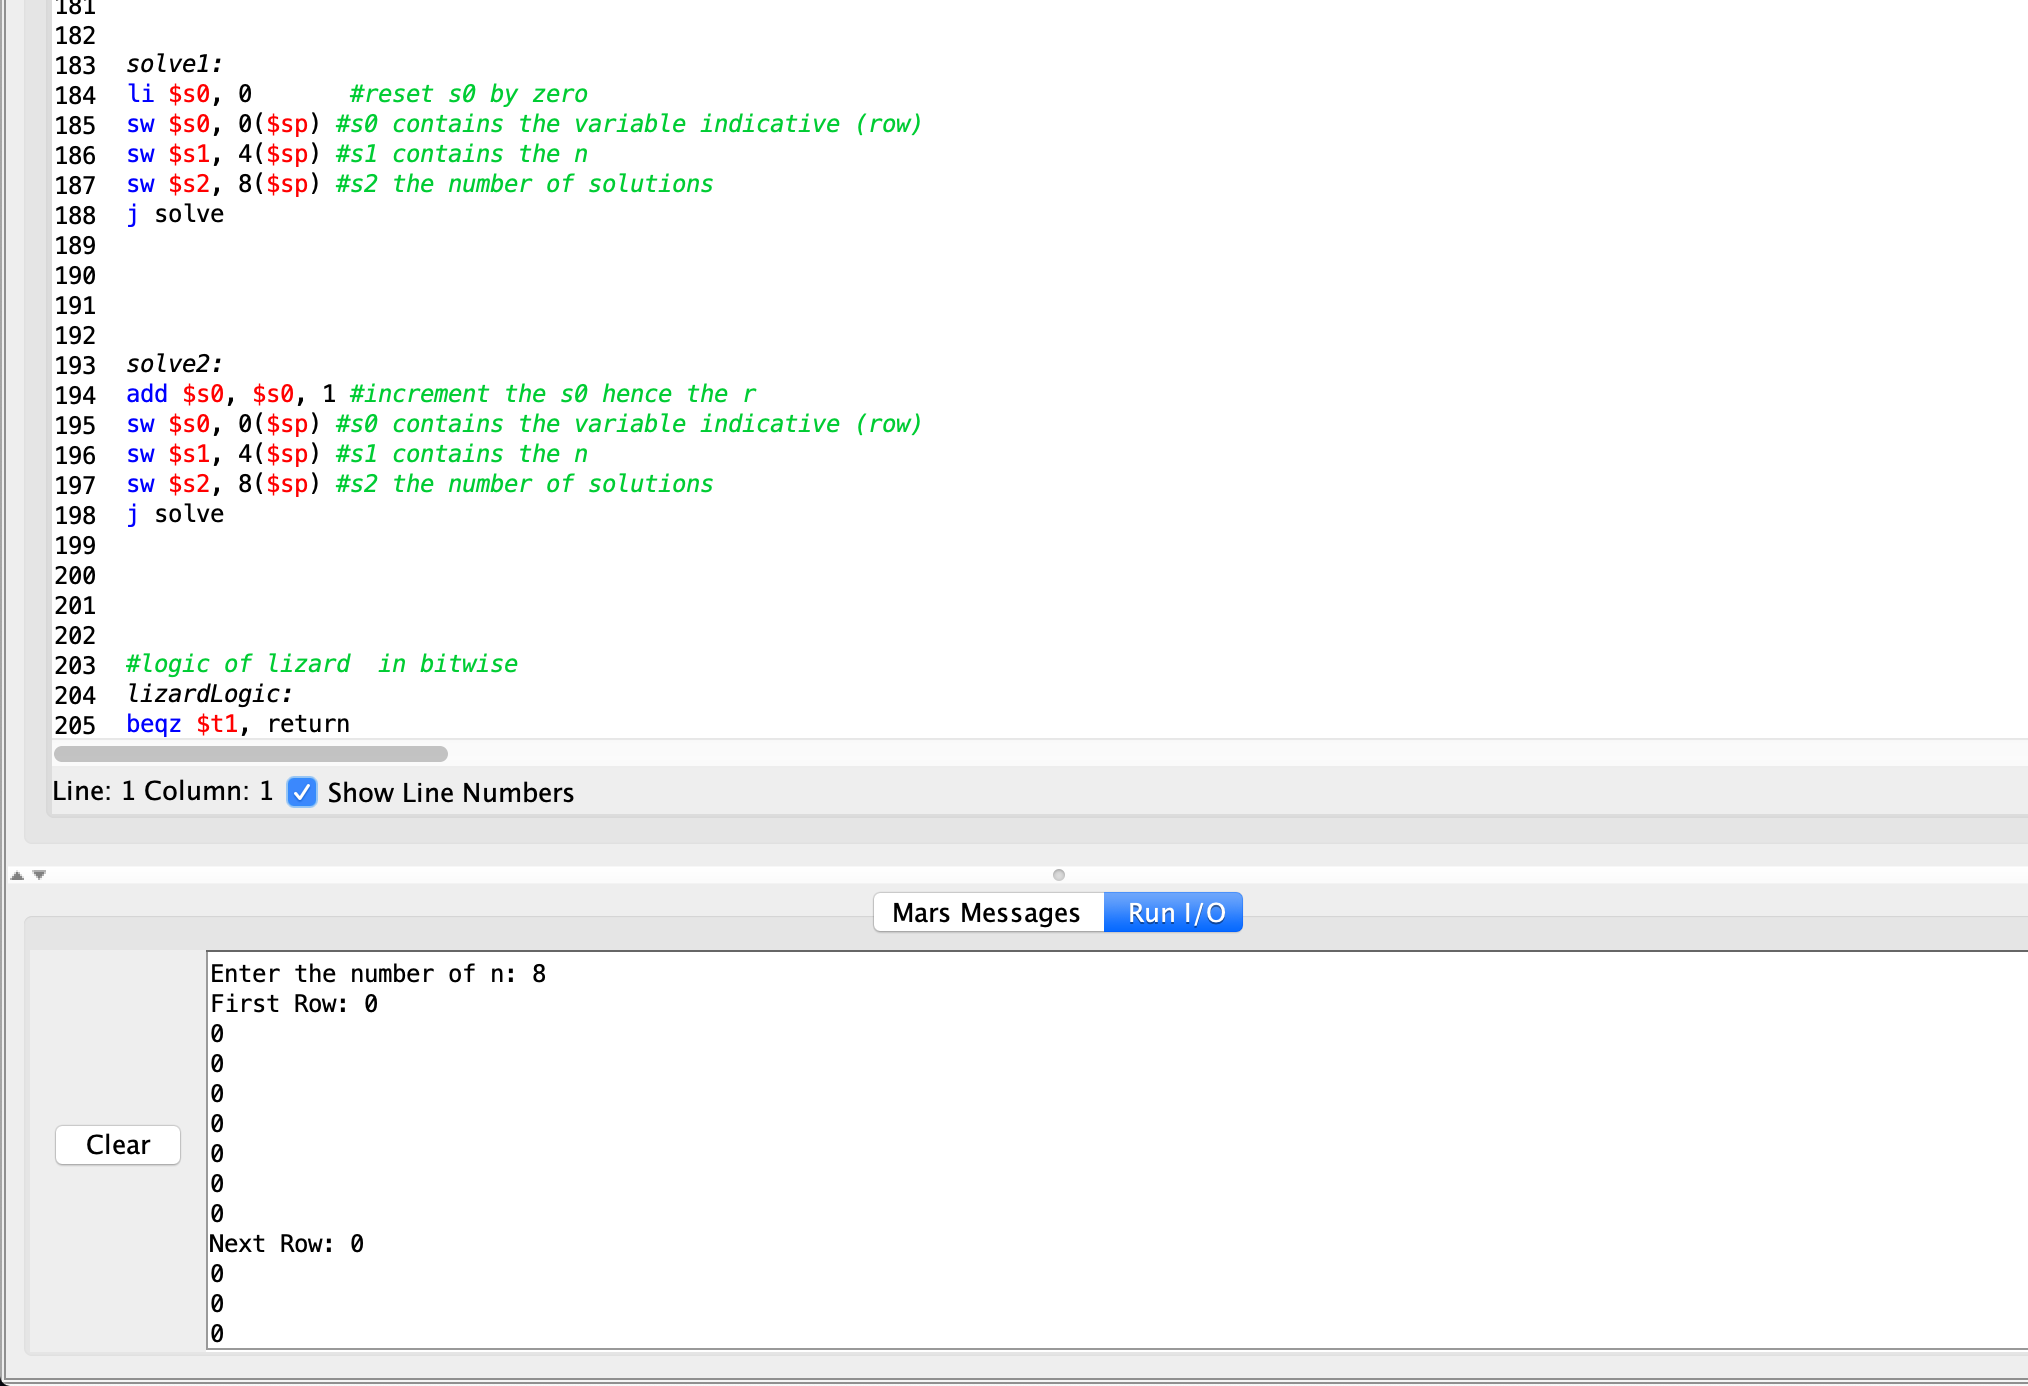 181
182
183 solve1:
184 li $s0, 0 #reset s0 by zero
185 sw $s0, 0($sp) #s0 contains the variable indicative (row)
186 sw $s1, 4($sp) #s1 contains the n
187 sw $s2, 8($sp) #s2 the number of solutions
188 j solve
189
190
191
192
193 solve2:
194 add $s0, $s0, 1 #increment the s0 hence the r
195 sw $s0, 0($sp) #s0 contains the variable indicative (row)
196 sw $s1, 4($sp) #s1 contains the n
197 sw $s2, 8($sp) #s2 the number of solutions
198 j solve
199
200
201
202
203 #logic of lizard  in bitwise
204 lizardLogic:
205 beqz $t1, return
Line: 1 Column: 1 Show Line Numbers
Mars Messages Run I/O
Enter the number of n: 8
First Row: 0
0
0
0
0
0
0
0
Next Row: 0
0
0
0
Clear